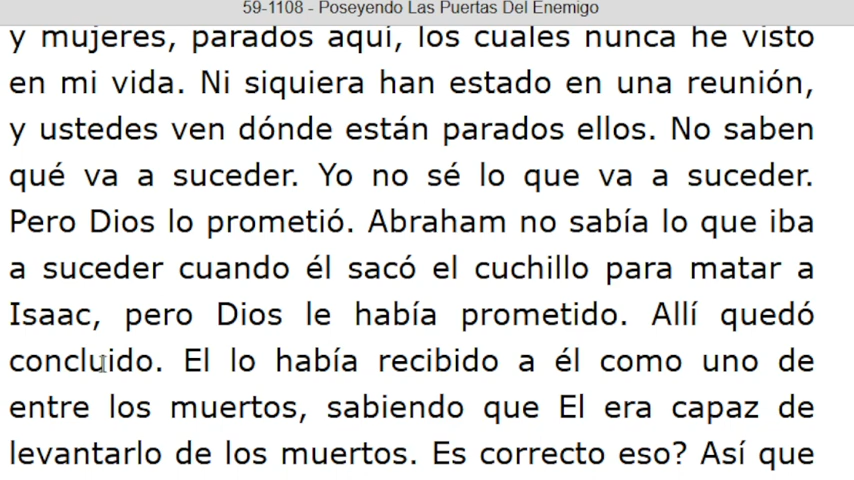 59-1108 - Poseyendo Las Puertas Del Enemigo
y mujeres, parados aquí, los cuales nunca he visto
en mi vida. Ni siquiera han estado en una reunión,
y ustedes ven dónde están parados ellos. No saben
qué va a suceder. Yo no sé lo que va a suceder.
Pero Dios lo prometió. Abraham no sabía lo que iba
a suceder cuando él sacó el cuchillo para matar a
Isaac, pero Dios le había prometido. Allí quedó
concluido. El lo había recibido a él como uno de
entre los muertos, sabiendo que El era capaz de
levantarlo de los muertos. Es correcto eso? Así que